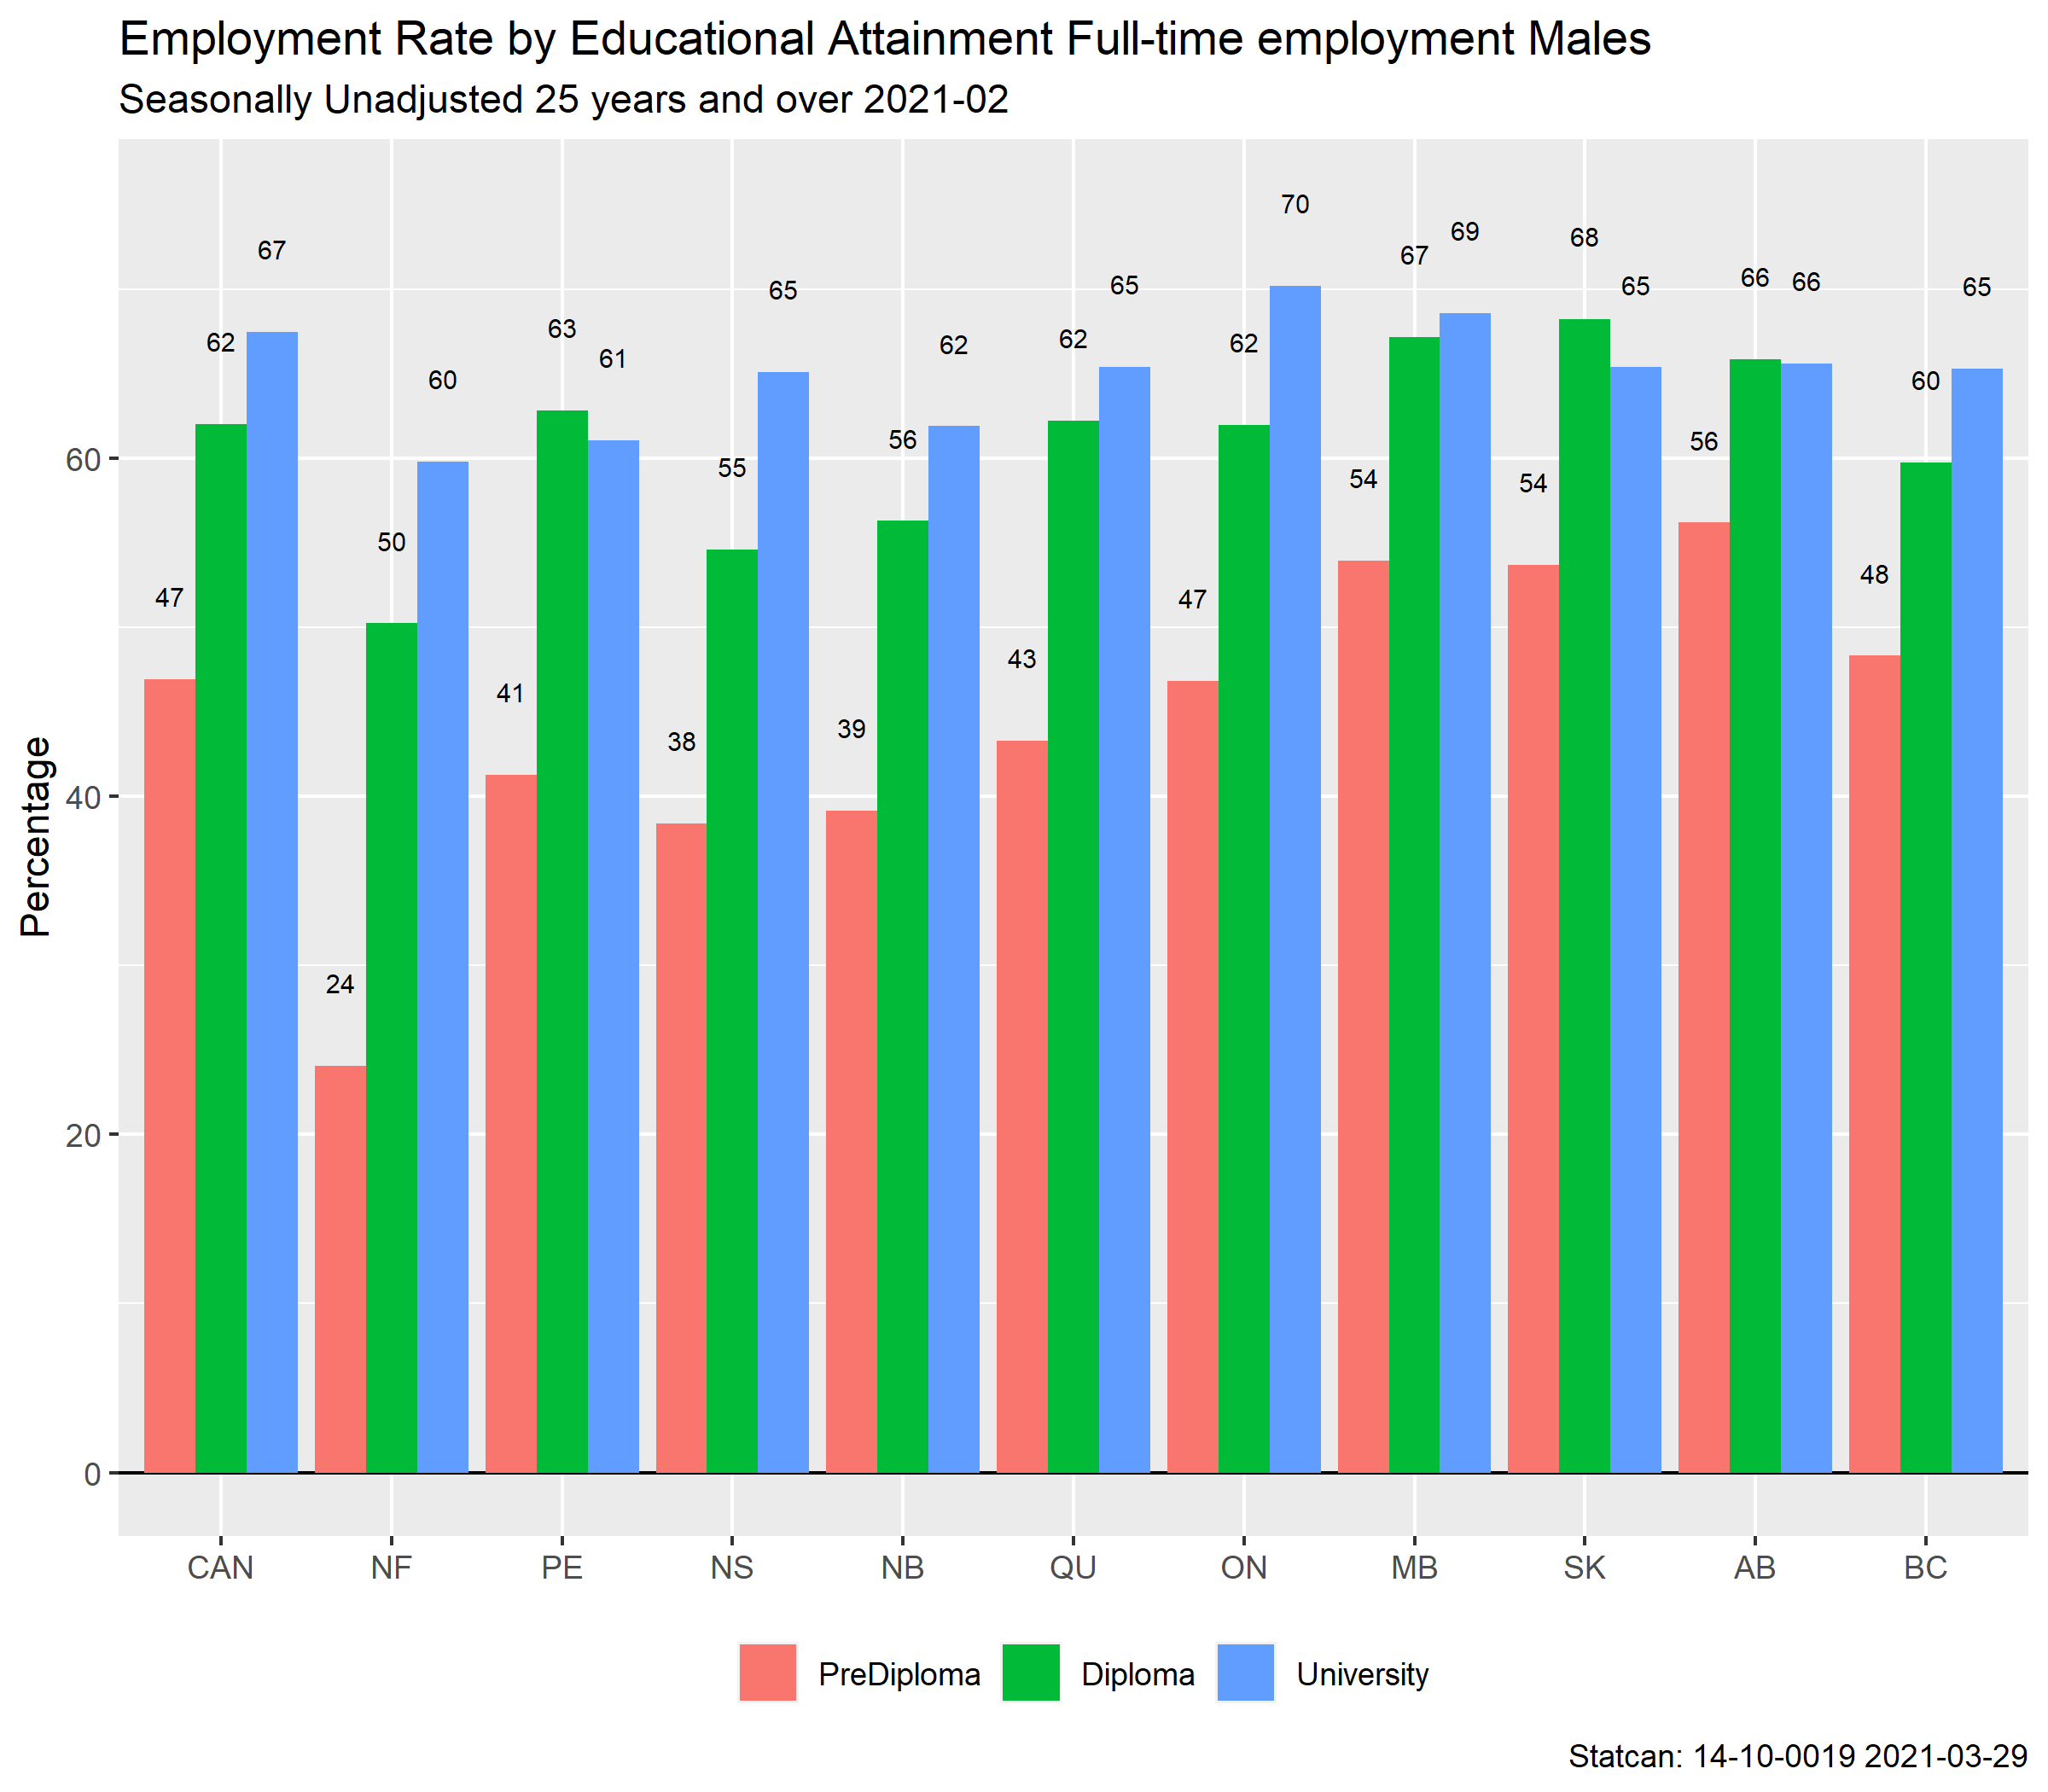 Employment Rate by Educational Attainment Full-time employment Males
Seasonally Unadjusted 25 years and over 2021-02
Percentage
60
40
20
0
47 62 67
24 50 60
41 63 61
38 55 65
39 56 62
43 62 65
47 62 70
54 67 69
54 68 65
56 66 66
48 60 65
CAN NF PE NS NB QU ON MB SK AB BC
PreDiploma Diploma University
Statcan: 14-10-0019 2021-03-29